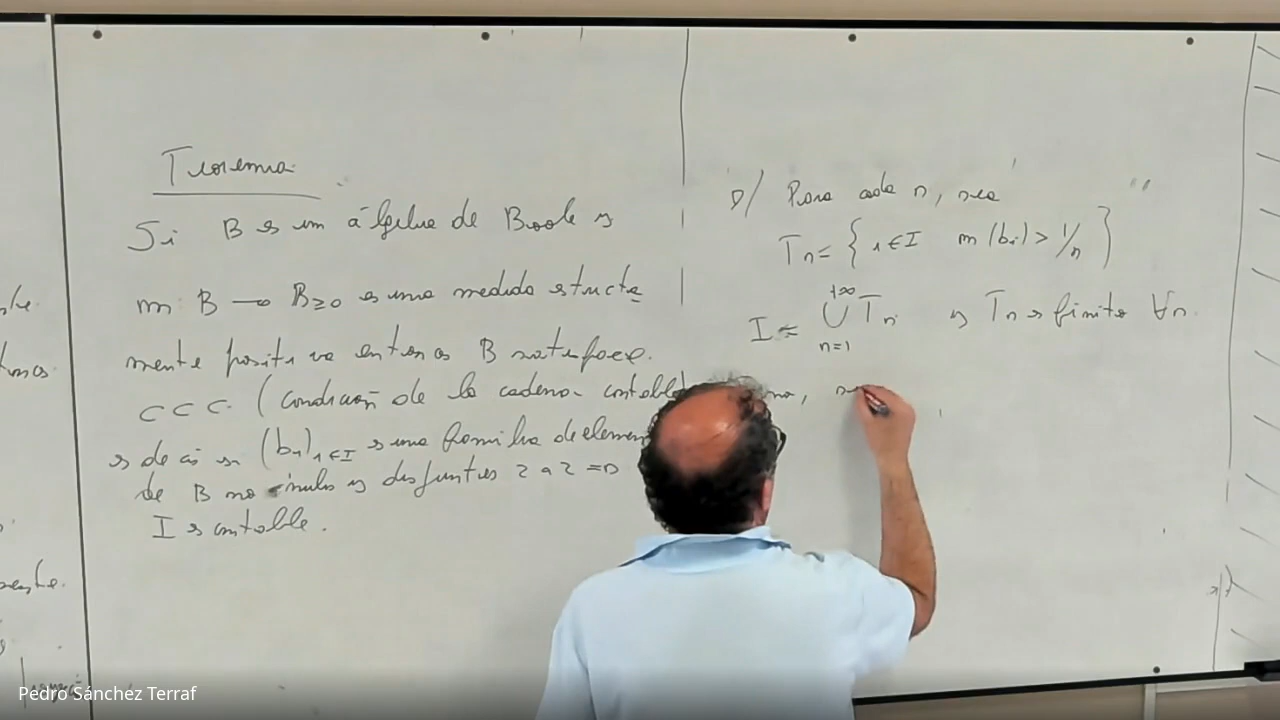 Teorema
Si B es un álgebra de Boole y
m: B → R≥0 es una medida stricta
mente positiva entonces B satisface.
CCC. (Condición de la cadena contable)
es decir si (bᵢ)ᵢ∈I es una familia de elemen
de B no nulos y disjuntos 2 a 2 ⇒
I es contable.
D/ Para cada n, sea
Tn = { i ∈ I m(bᵢ) > 1/n }
I = ∪ Tn y Tn es finito ∀n.
n=1
+∞
Pedro Sánchez Terraf